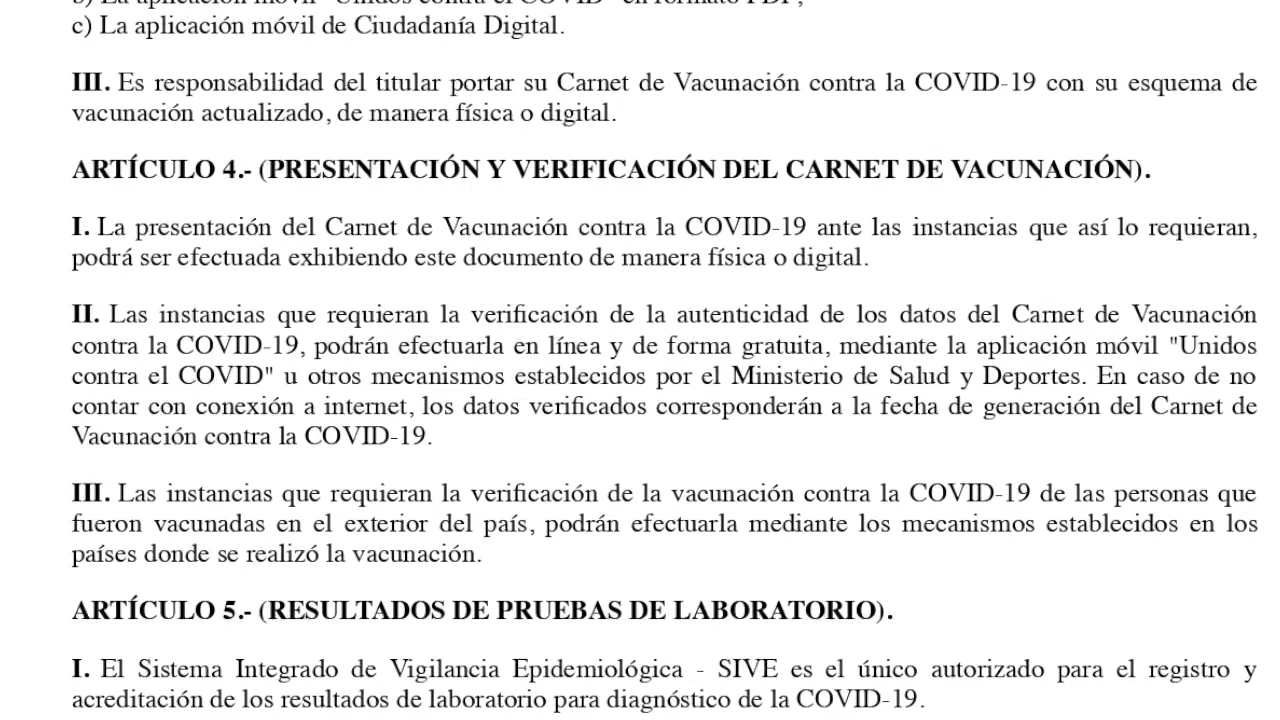 b) La aplicación móvil "Unidos contra el COVID" en formato PDF;
c) La aplicación móvil de Ciudadanía Digital.
III. Es responsabilidad del titular portar su Carnet de Vacunación contra la COVID-19 con su esquema de
vacunación actualizado, de manera física o digital.
ARTÍCULO 4.- (PRESENTACIÓN Y VERIFICACIÓN DEL CARNET DE VACUNACIÓN).
I. La presentación del Carnet de Vacunación contra la COVID-19 ante las instancias que así lo requieran,
podrá ser efectuada exhibiendo este documento de manera física o digital.
II. Las instancias que requieran la verificación de la autenticidad de los datos del Carnet de Vacunación
contra la COVID-19, podrán efectuarla en línea y de forma gratuita, mediante la aplicación móvil "Unidos
contra el COVID" u otros mecanismos establecidos por el Ministerio de Salud y Deportes. En caso de no
contar con conexión a internet, los datos verificados corresponderán a la fecha de generación del Carnet de
Vacunación contra la COVID-19.
III. Las instancias que requieran la verificación de la vacunación contra la COVID-19 de las personas que
fueron vacunadas en el exterior del país, podrán efectuarla mediante los mecanismos establecidos en los
países donde se realizó la vacunación.
ARTÍCULO 5.- (RESULTADOS DE PRUEBAS DE LABORATORIO).
I. El Sistema Integrado de Vigilancia Epidemiológica - SIVE es el único autorizado para el registro y
acreditación de los resultados de laboratorio para diagnóstico de la COVID-19.